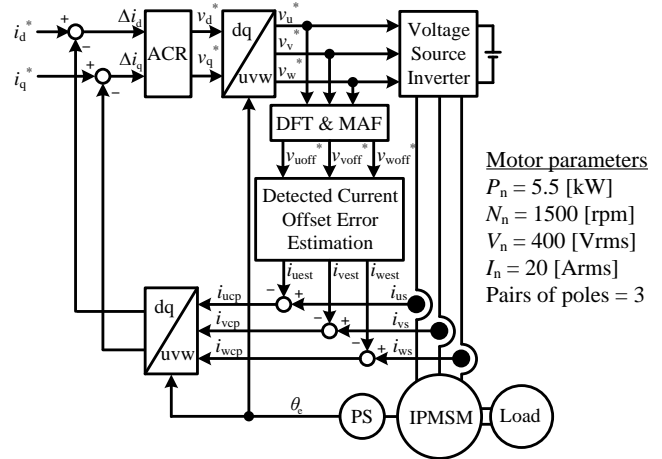 i_d^*
+
−
Δi_d
v_d^*
i_q^*
+
−
Δi_q
v_q^*
ACR
dq
uvw
v_u^*
v_v^*
v_w^*
Voltage
Source
Inverter
DFT & MAF
v_uoff^*
v_voff^*
v_woff^*
Detected Current
Offset Error
Estimation
i_uest
i_vest
i_west
dq
uvw
i_ucp
−
+
i_us
i_vcp
−
+
i_vs
i_wcp
−
+
i_ws
θ_e
PS
IPMSM
Load
Motor parameters
P_n = 5.5 [kW]
N_n = 1500 [rpm]
V_n = 400 [Vrms]
I_n = 20 [Arms]
Pairs of poles = 3